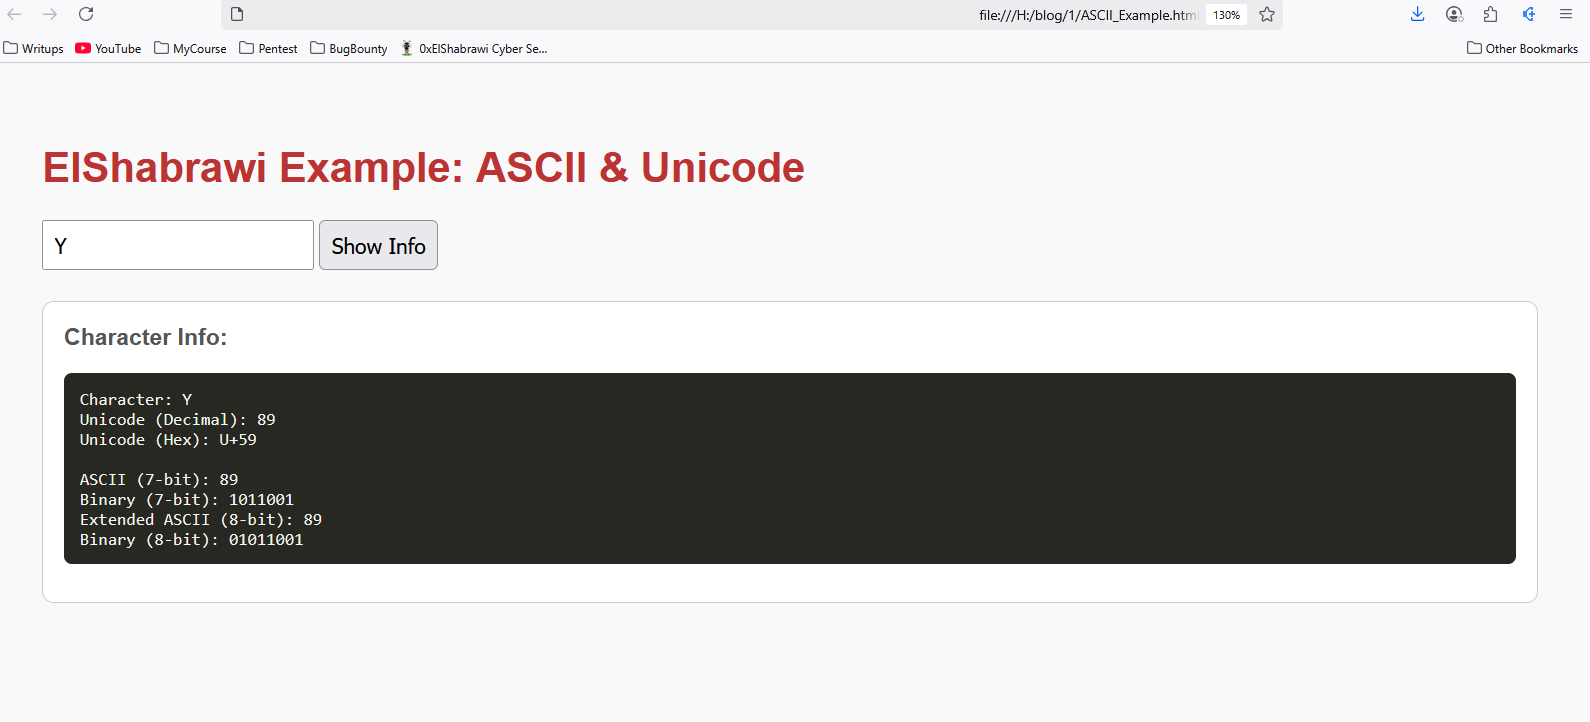 file:///H:/blog/1/ASCII_Example.html 130%
Writups YouTube MyCourse Pentest BugBounty 0xElShabrawi Cyber Se... Other Bookmarks
ElShabrawi Example: ASCII & Unicode
Y Show Info
Character Info:
Character: Y
Unicode (Decimal): 89
Unicode (Hex): U+59
ASCII (7-bit): 89
Binary (7-bit): 1011001
Extended ASCII (8-bit): 89
Binary (8-bit): 01011001